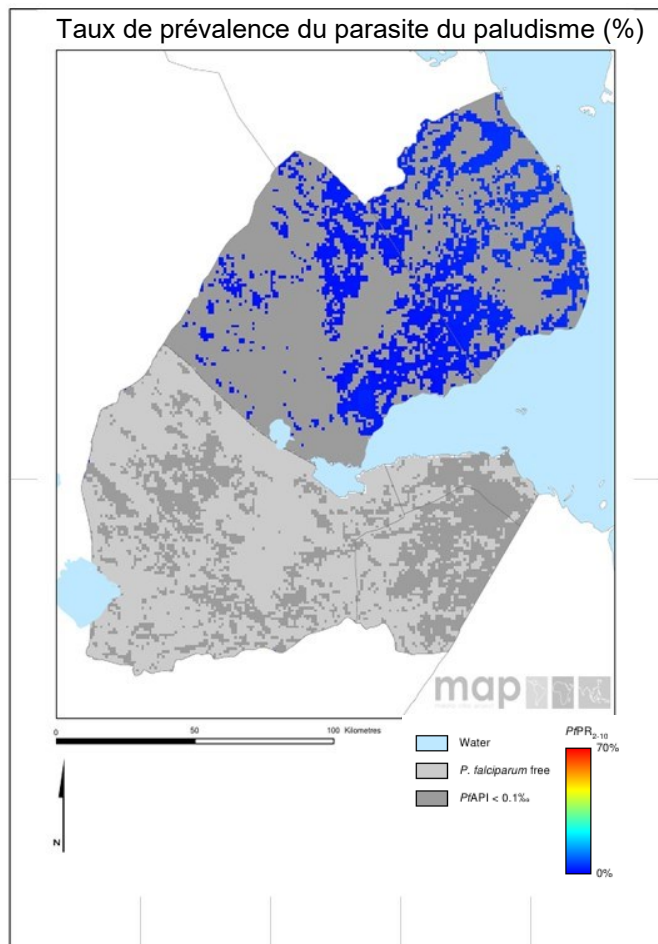 Taux de prévalence du parasite du paludisme (%)
map
0 50 100 Kilometres
Water
P. falciparum free
PfAPI < 0.1‰
PfPR2-10
70%
0%
N